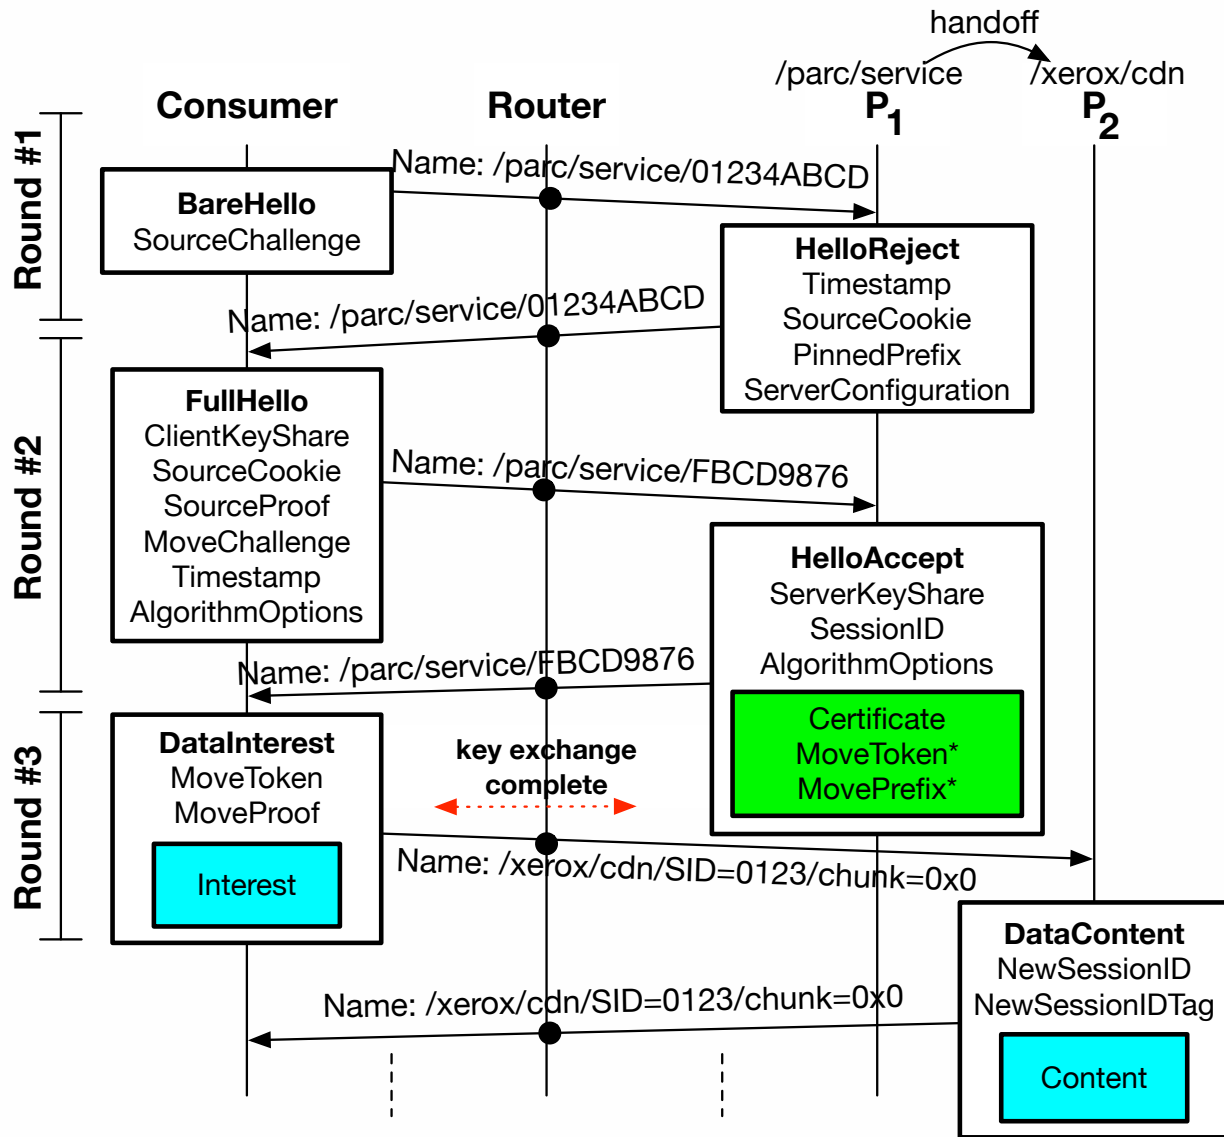 handoff
/parc/service
/xerox/cdn
Consumer
Router
P1
P2
Round #1
Name: /parc/service/01234ABCD
BareHello
SourceChallenge
HelloReject
Timestamp
SourceCookie
PinnedPrefix
ServerConfiguration
Name: /parc/service/01234ABCD
Round #2
FullHello
ClientKeyShare
SourceCookie
SourceProof
MoveChallenge
Timestamp
AlgorithmOptions
Name: /parc/service/FBCD9876
HelloAccept
ServerKeyShare
SessionID
AlgorithmOptions
Certificate
MoveToken*
MovePrefix*
Name: /parc/service/FBCD9876
Round #3
DataInterest
MoveToken
MoveProof
Interest
key exchange
complete
Name: /xerox/cdn/SID=0123/chunk=0x0
DataContent
NewSessionID
NewSessionIDTag
Content
Name: /xerox/cdn/SID=0123/chunk=0x0